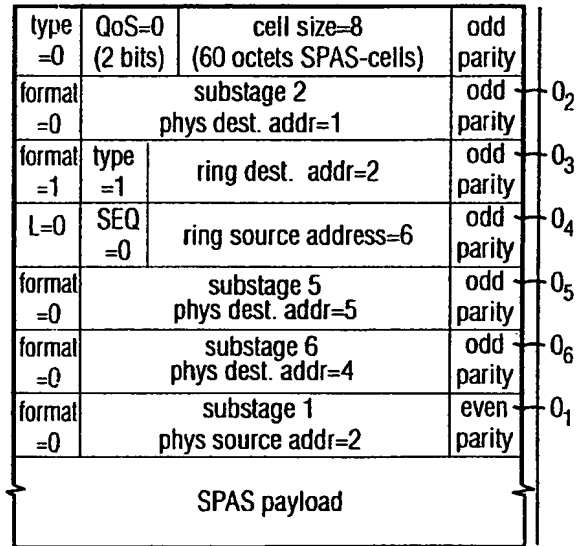 type QoS=0 cell size=8 odd
=0 (2 bits) (60 octets SPAS-cells) parity
format substage 2 odd O2
=0 phys dest. addr=1 parity
format type ring dest. addr=2 odd O3
=1 =1 parity
L=0 SEQ ring source address=6 odd O4
=0 parity
format substage 5 odd O5
=0 phys dest. addr=5 parity
format substage 6 odd O6
=0 phys dest. addr=4 parity
format substage 1 even O1
=0 phys source addr=2 parity
SPAS payload